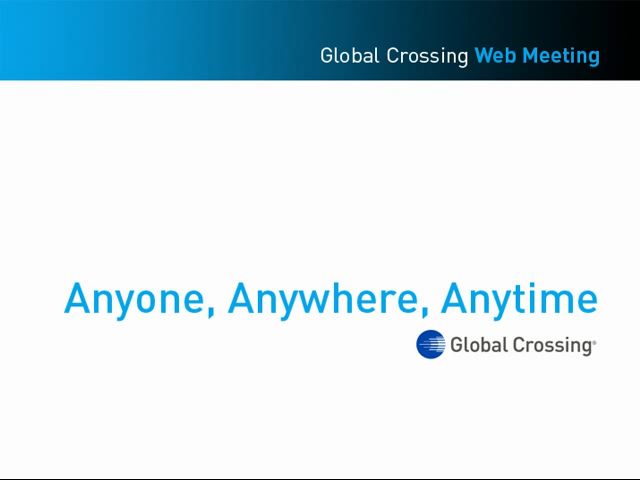 Global Crossing Web Meeting
Anyone, Anywhere, Anytime
Global Crossing®